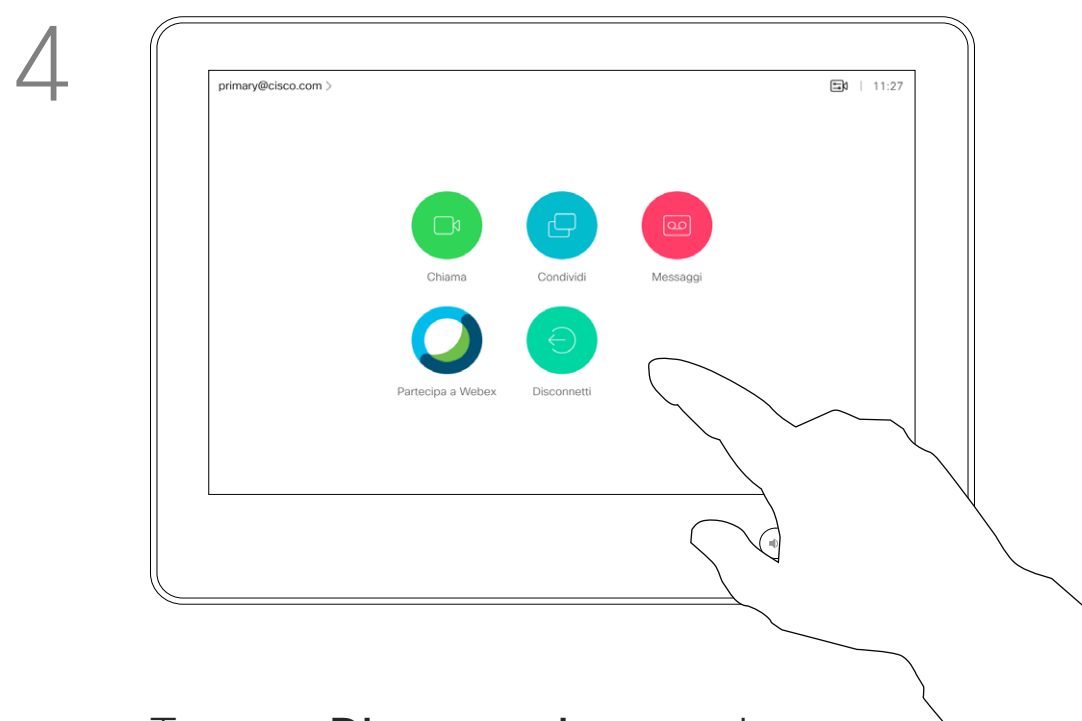 4
primary@cisco.com >
11:27
Chiama
Condividi
Messaggi
Partecipa a Webex
Disconnetti